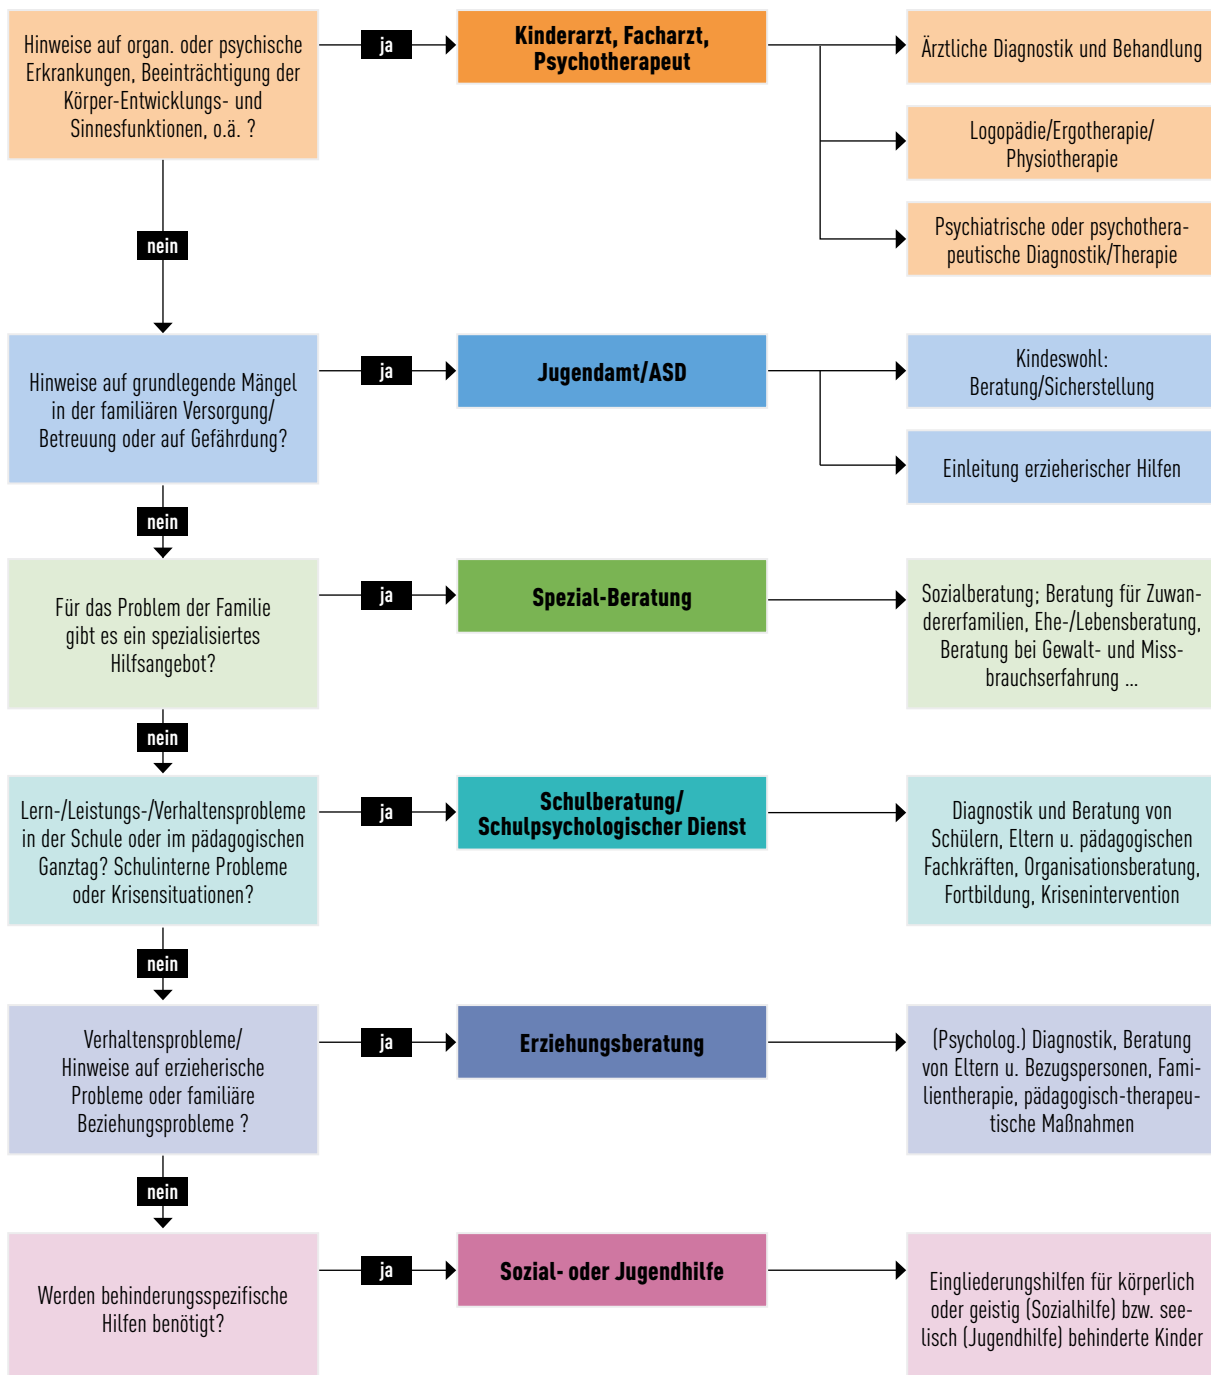 Hinweise auf organ. oder psychische
Erkrankungen, Beeinträchtigung der
Körper-Entwicklungs- und
Sinnesfunktionen, o.ä. ?
ja
Kinderarzt, Facharzt,
Psychotherapeut
Ärztliche Diagnostik und Behandlung
Logopädie/Ergotherapie/
Physiotherapie
Psychiatrische oder psychothera-
peutische Diagnostik/Therapie
nein
Hinweise auf grundlegende Mängel
in der familiären Versorgung/
Betreuung oder auf Gefährdung?
ja
Jugendamt/ASD
Kindeswohl:
Beratung/Sicherstellung
Einleitung erzieherischer Hilfen
nein
Für das Problem der Familie
gibt es ein spezialisiertes
Hilfsangebot?
ja
Spezial-Beratung
Sozialberatung; Beratung für Zuwan-
dererfamilien, Ehe-/Lebensberatung,
Beratung bei Gewalt- und Miss-
brauchserfahrung ...
nein
Lern-/Leistungs-/Verhaltensprobleme
in der Schule oder im pädagogischen
Ganztag? Schulinterne Probleme
oder Krisensituationen?
ja
Schulberatung/
Schulpsychologischer Dienst
Diagnostik und Beratung von
Schülern, Eltern u. pädagogischen
Fachkräften, Organisationsberatung,
Fortbildung, Krisenintervention
nein
Verhaltensprobleme/
Hinweise auf erzieherische
Probleme oder familiäre
Beziehungsprobleme ?
ja
Erziehungsberatung
(Psycholog.) Diagnostik, Beratung
von Eltern u. Bezugspersonen, Fami-
lientherapie, pädagogisch-therapeu-
tische Maßnahmen
nein
Werden behinderungsspezifische
Hilfen benötigt?
ja
Sozial- oder Jugendhilfe
Eingliederungshilfen für körperlich
oder geistig (Sozialhilfe) bzw. see-
lisch (Jugendhilfe) behinderte Kinder